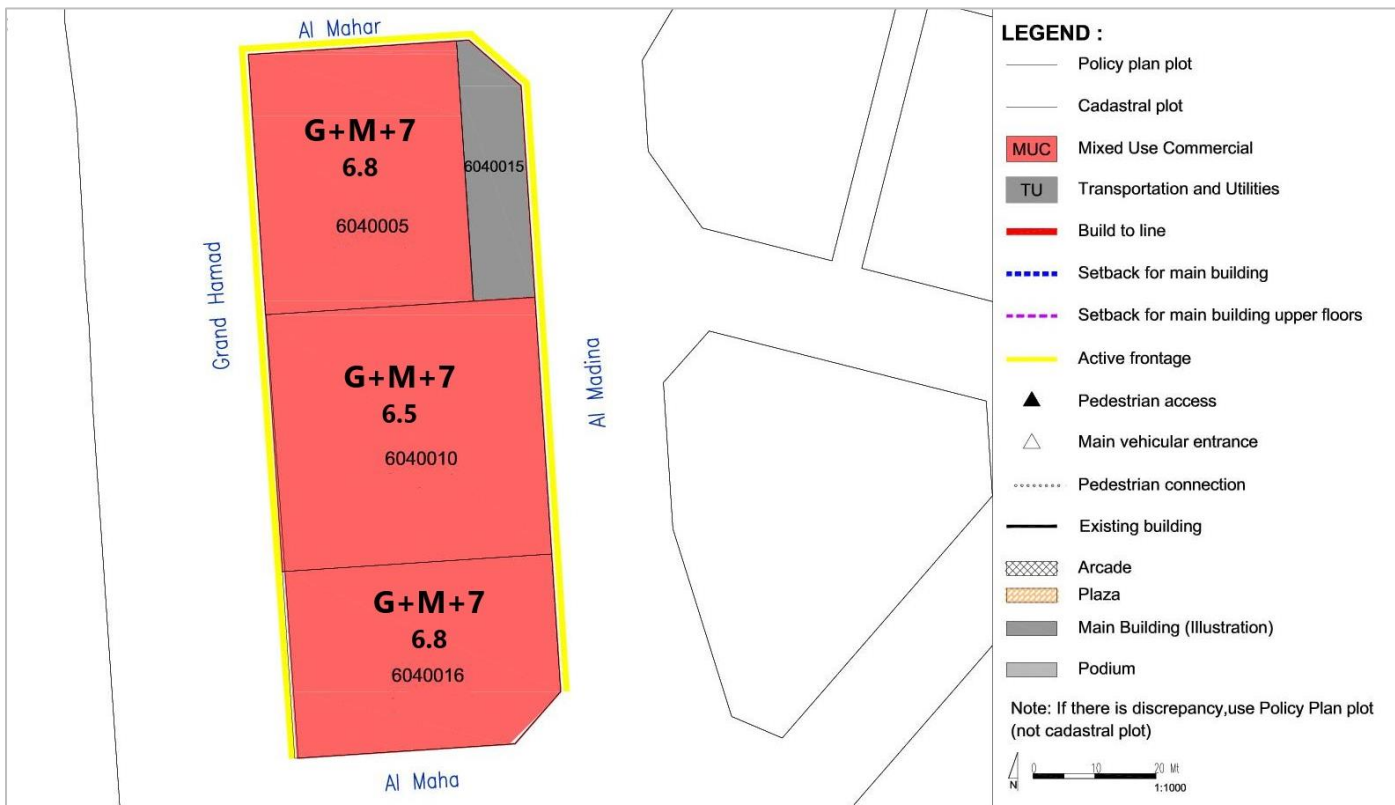 Al Mahar
G+M+7
6.8
6040005
6040015
Grand Hamad
G+M+7
6.5
6040010
Al Madina
G+M+7
6.8
6040016
Al Maha
LEGEND :
Policy plan plot
Cadastral plot
MUC Mixed Use Commercial
TU Transportation and Utilities
Build to line
Setback for main building
Setback for main building upper floors
Active frontage
Pedestrian access
Main vehicular entrance
Pedestrian connection
Existing building
Arcade
Plaza
Main Building (Illustration)
Podium
Note: If there is discrepancy,use Policy Plan plot
(not cadastral plot)
N
0 10 20 Mt
1:1000